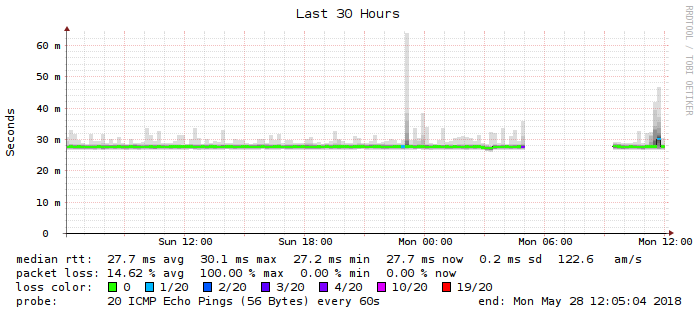 Last 30 Hours
RRDTOOL / TOBI OETIKER
Seconds
60 m
50 m
40 m
30 m
20 m
10 m
0
Sun 12:00 Sun 18:00 Mon 00:00 Mon 06:00 Mon 12:00
median rtt: 27.7 ms avg 30.1 ms max 27.2 ms min 27.7 ms now 0.2 ms sd 122.6 am/s
packet loss: 14.62 % avg 100.00 % max 0.00 % min 0.00 % now
loss color: 0 1/20 2/20 3/20 4/20 10/20 19/20
probe: 20 ICMP Echo Pings (56 Bytes) every 60s end: Mon May 28 12:05:04 2018